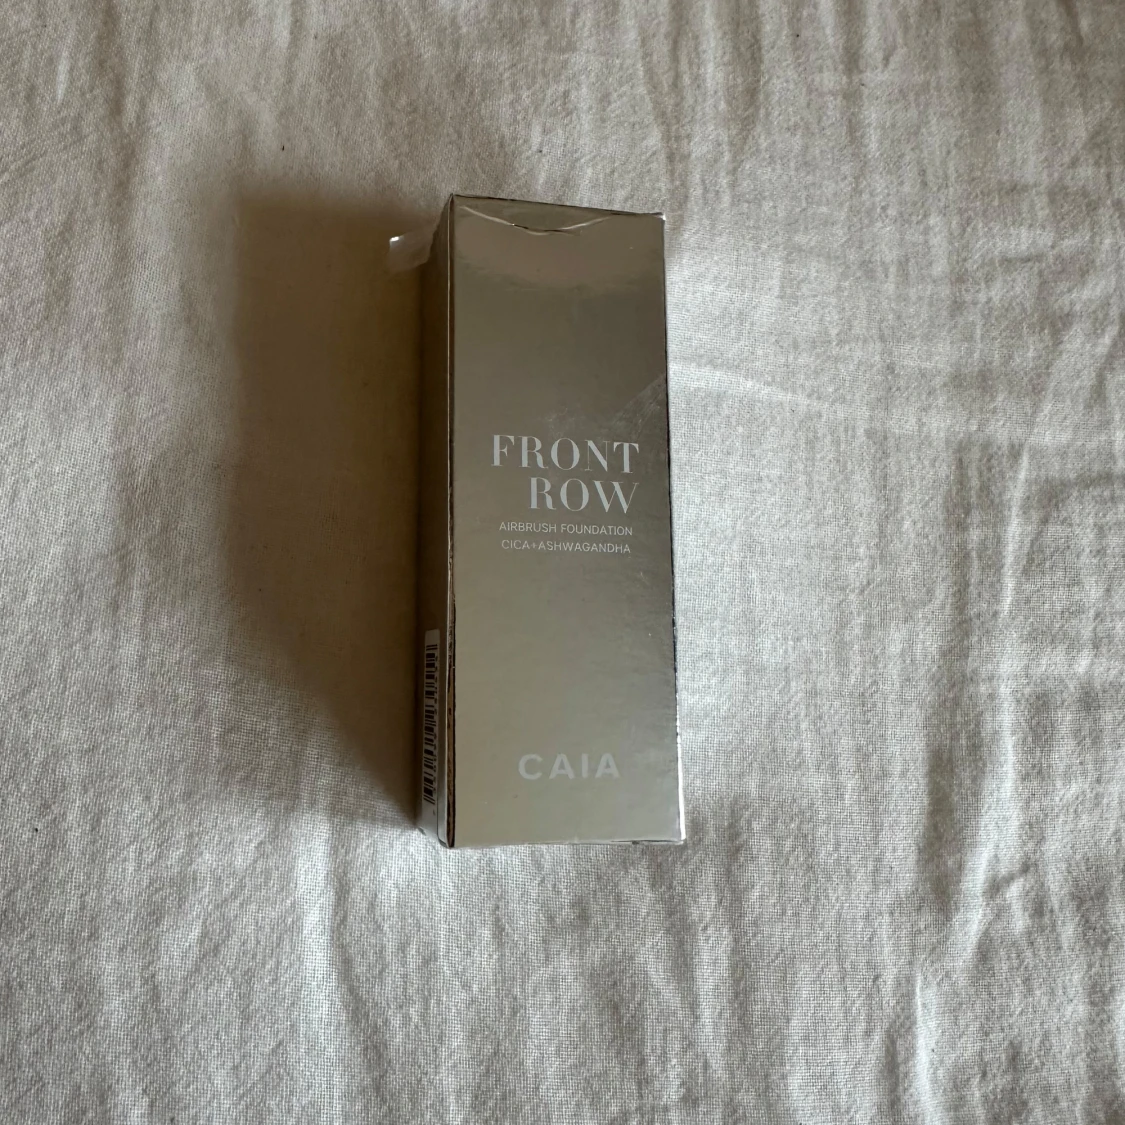 FRONT
ROW
AIRBRUSH FOUNDATION
CICA+ASHWAGANDHA
CAIA